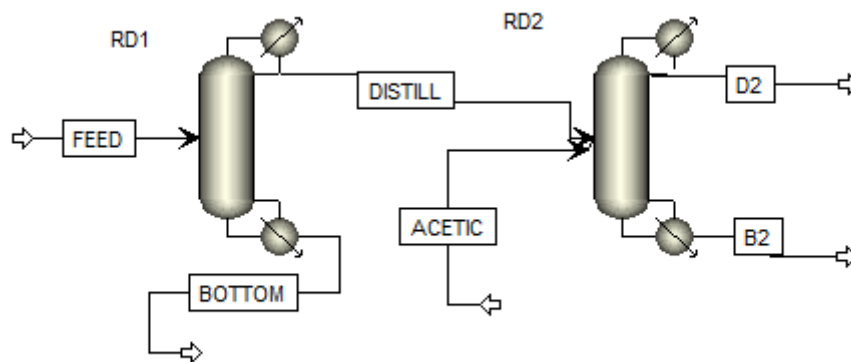 RD1
RD2
FEED
DISTILL
D2
ACETIC
B2
BOTTOM